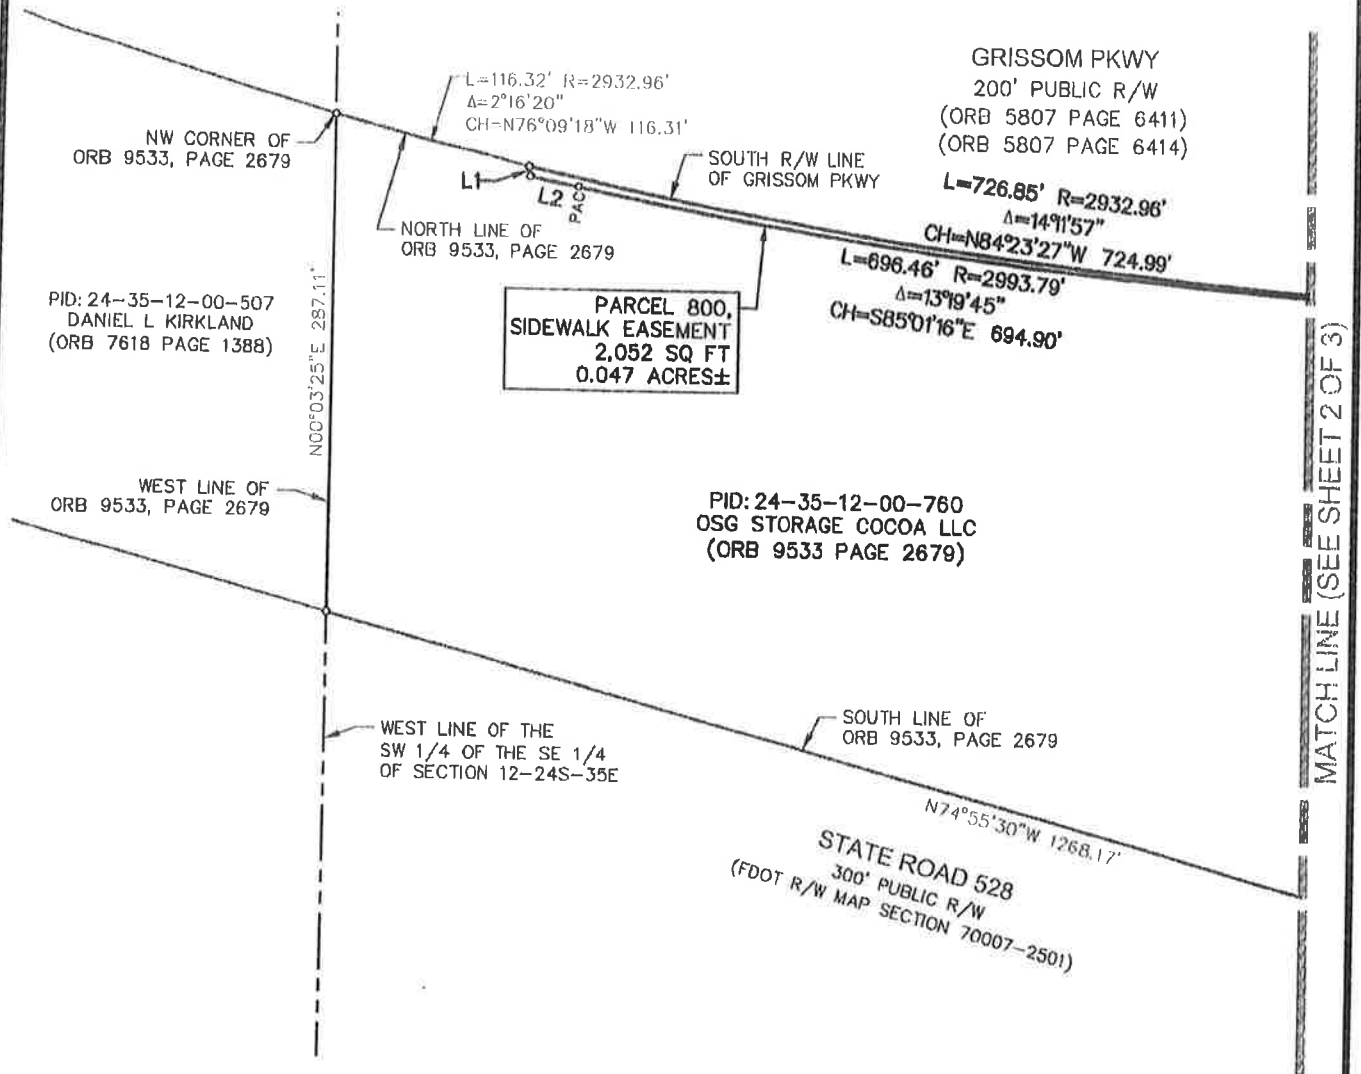 GRISSOM PKWY
200' PUBLIC R/W
(ORB 5807 PAGE 6411)
(ORB 5807 PAGE 6414)
L=116.32' R=2932.96'
Δ=2°16'20"
CH=N76°09'18"W 116.31'
NW CORNER OF
ORB 9533, PAGE 2679
SOUTH R/W LINE
OF GRISSOM PKWY
L1
L2
PAC
L=726.85' R=2932.96'
Δ=14°11'57"
CH=N84°23'27"W 724.99'
NORTH LINE OF
ORB 9533, PAGE 2679
L=696.46' R=2993.79'
Δ=13°19'45"
CH=S85°01'16"E 694.90'
PID: 24-35-12-00-507
DANIEL L KIRKLAND
(ORB 7618 PAGE 1388)
N00°03'25"E 287.11'
PARCEL 800,
SIDEWALK EASEMENT
2,052 SQ FT
0.047 ACRES±
WEST LINE OF
ORB 9533, PAGE 2679
PID: 24-35-12-00-760
OSG STORAGE COCOA LLC
(ORB 9533 PAGE 2679)
MATCH LINE (SEE SHEET 2 OF 3)
WEST LINE OF THE
SW 1/4 OF THE SE 1/4
OF SECTION 12-24S-35E
SOUTH LINE OF
ORB 9533, PAGE 2679
N74°55'30"W 1268.17'
STATE ROAD 528
300' PUBLIC R/W
(FDOT R/W MAP SECTION 70007-2501)